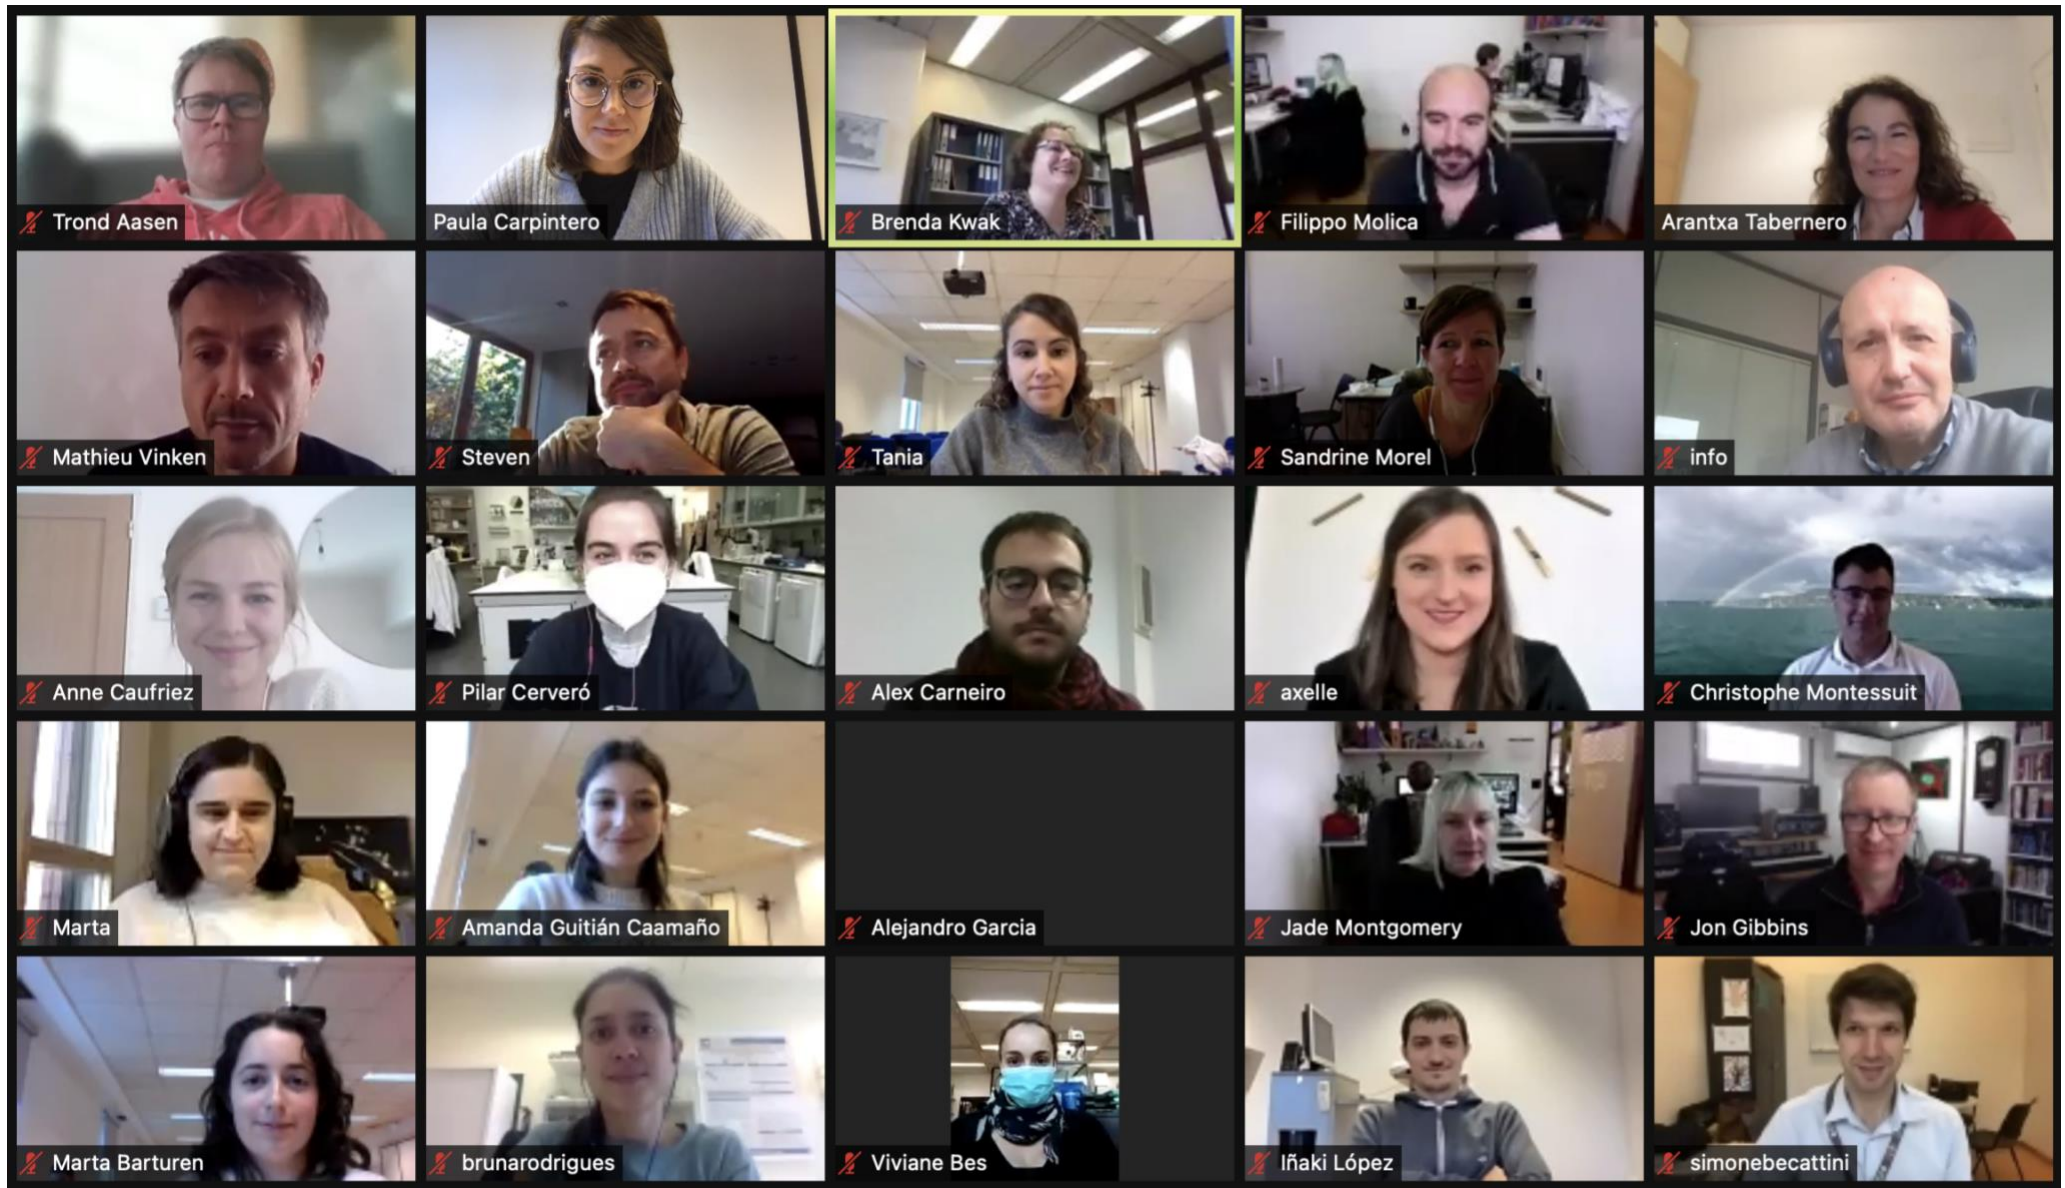 Trond Aasen
Paula Carpintero
Brenda Kwak
Filippo Molica
Arantxa Tabernero
Mathieu Vinken
Steven
Tania
Sandrine Morel
info
Anne Caufriez
Pilar Cerveró
Alex Carneiro
axelle
Christophe Montessuit
Marta
Amanda Guitián Caamaño
Alejandro Garcia
Jade Montgomery
Jon Gibbins
Marta Barturen
brunarodrigues
Viviane Bes
Iñaki López
simonebecattini